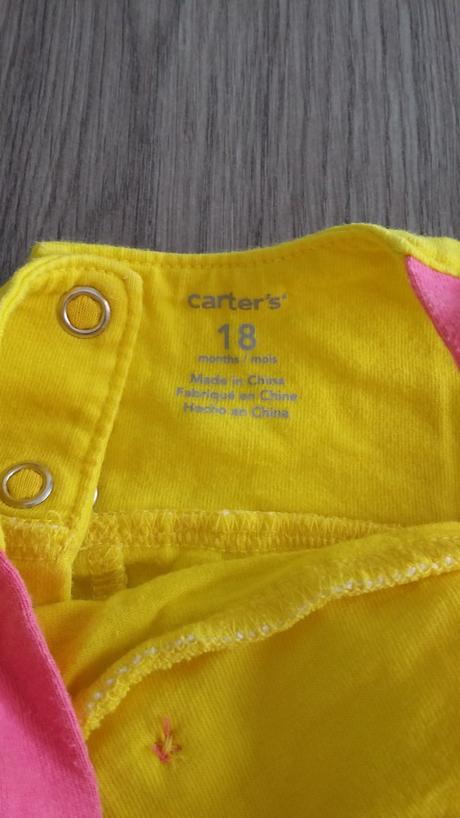 carter's
18
months / mois
Made in China
Fabriqué en Chine
Hecho en China